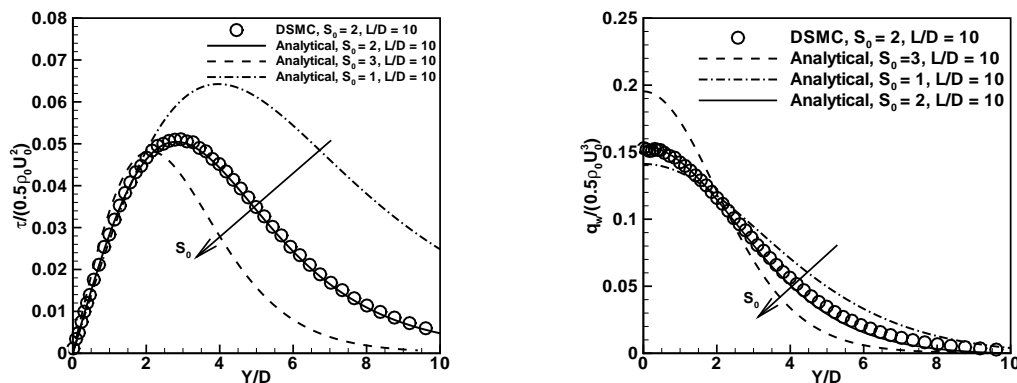 0.08
0.07
0.06
0.05
0.04
0.03
0.02
0.01
0
τ/(0.5ρ₀U₀²)
DSMC, S₀ = 2, L/D = 10
Analytical, S₀ = 2, L/D = 10
Analytical, S₀ = 3, L/D = 10
Analytical, S₀ = 1, L/D = 10
S₀
0 2 4 6 8 10
Y/D
0.25
0.2
0.15
0.1
0.05
0
q_w/(0.5ρ₀U₀³)
DSMC, S₀ = 2, L/D = 10
Analytical, S₀ =3, L/D = 10
Analytical, S₀ = 1, L/D = 10
Analytical, S₀ = 2, L/D = 10
S₀
0 2 4 6 8 10
Y/D